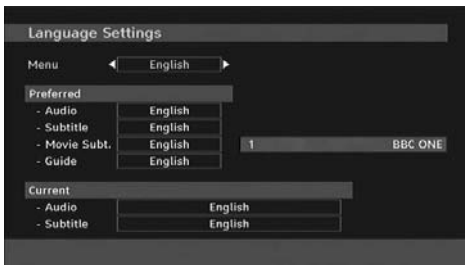 Language Settings
Menu English
Preferred
- Audio English
- Subtitle English
- Movie Subt. English 1 BBC ONE
- Guide English
Current
- Audio English
- Subtitle English